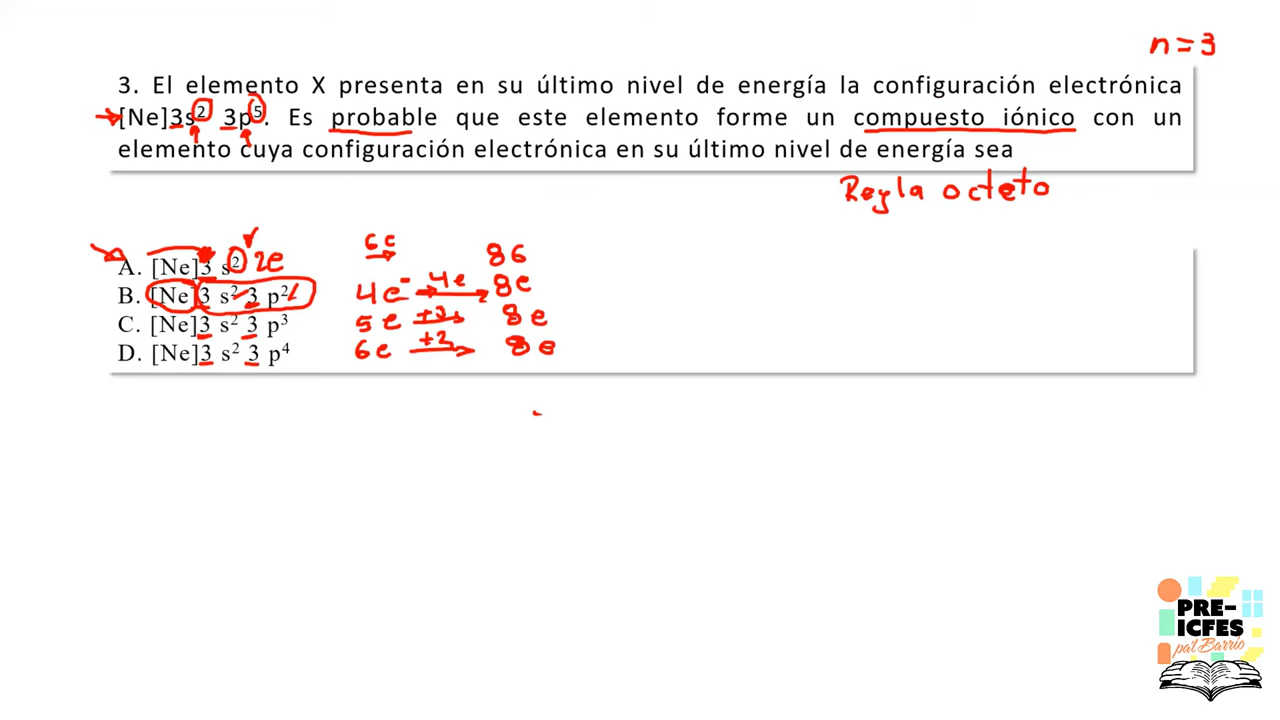 n = 3
3. El elemento X presenta en su último nivel de energía la configuración electrónica
[Ne]3s² 3p⁵. Es probable que este elemento forme un compuesto iónico con un
elemento cuya configuración electrónica en su último nivel de energía sea
Regla octeto
A. [Ne]3 s² 2e 6e 86
B. [Ne]3 s² 3 p² 4e⁻ 4e 8e
C. [Ne]3 s² 3 p³ 5e +3 8e
D. [Ne]3 s² 3 p⁴ 6e +2 8e
PRE-
ICFES
pa'l Barrio